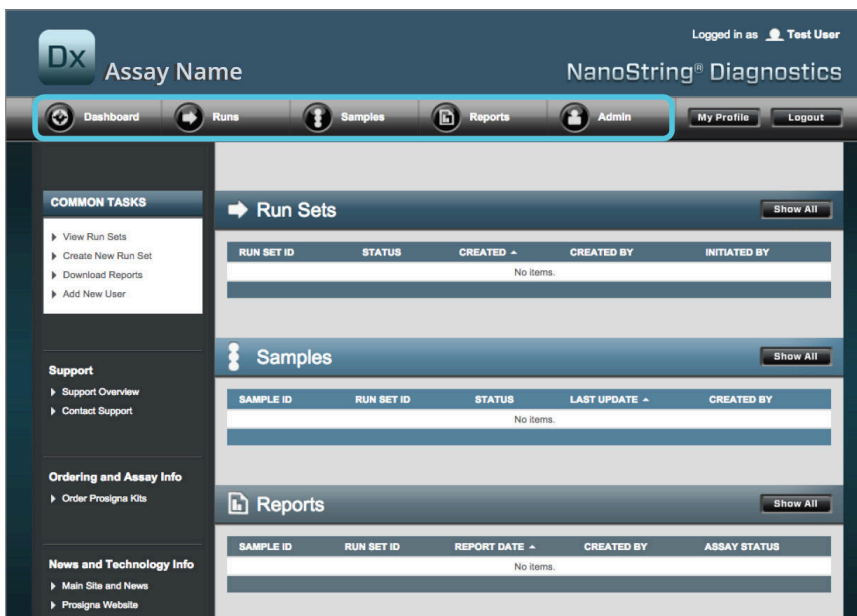 Logged in as Test User
Dx Assay Name
NanoString® Diagnostics
Dashboard Runs Samples Reports Admin My Profile Logout
COMMON TASKS
View Run Sets
Create New Run Set
Download Reports
Add New User
Support
Support Overview
Contact Support
Ordering and Assay Info
Order Prosigna Kits
News and Technology Info
Main Site and News
Prosigna Website
Run Sets Show All
RUN SET ID STATUS CREATED CREATED BY INITIATED BY
No items.
Samples Show All
SAMPLE ID RUN SET ID STATUS LAST UPDATE CREATED BY
No items.
Reports Show All
SAMPLE ID RUN SET ID REPORT DATE CREATED BY ASSAY STATUS
No items.